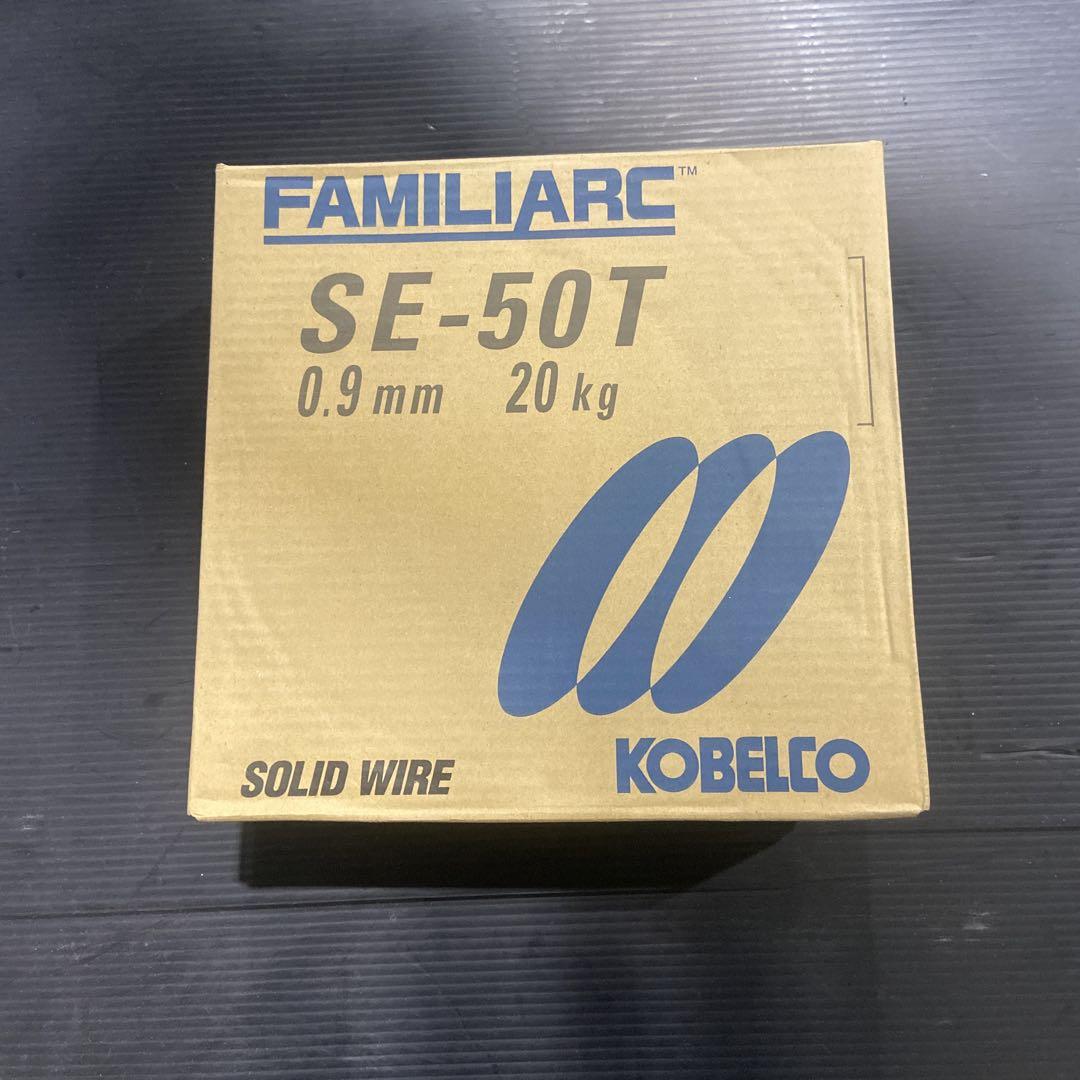 FAMILIARC™
SE-50T
0.9 mm 20 kg
SOLID WIRE
KOBELCO